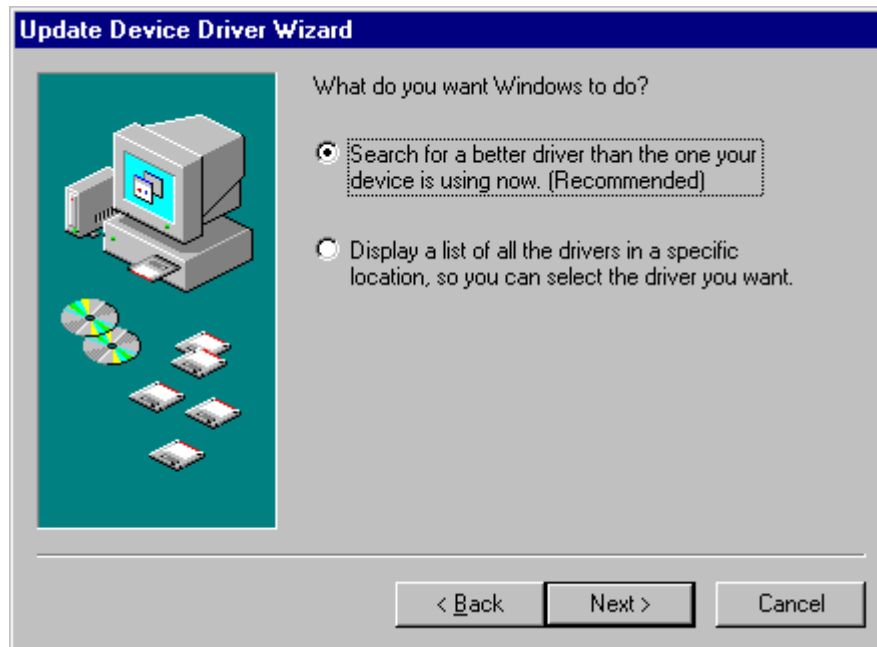 Update Device Driver Wizard
What do you want Windows to do?
Search for a better driver than the one your
device is using now. (Recommended)
Display a list of all the drivers in a specific
location, so you can select the driver you want.
< Back
Next >
Cancel